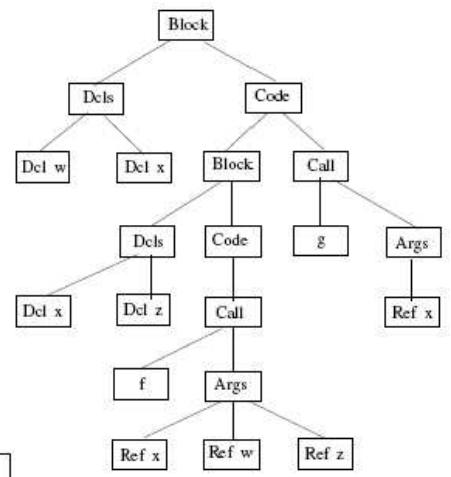 Block
Dcls
Code
Dcl w
Dcl x
Block
Call
Dcls
Code
g
Args
Dcl x
Dcl z
Call
Ref x
f
Args
Ref x
Ref w
Ref z